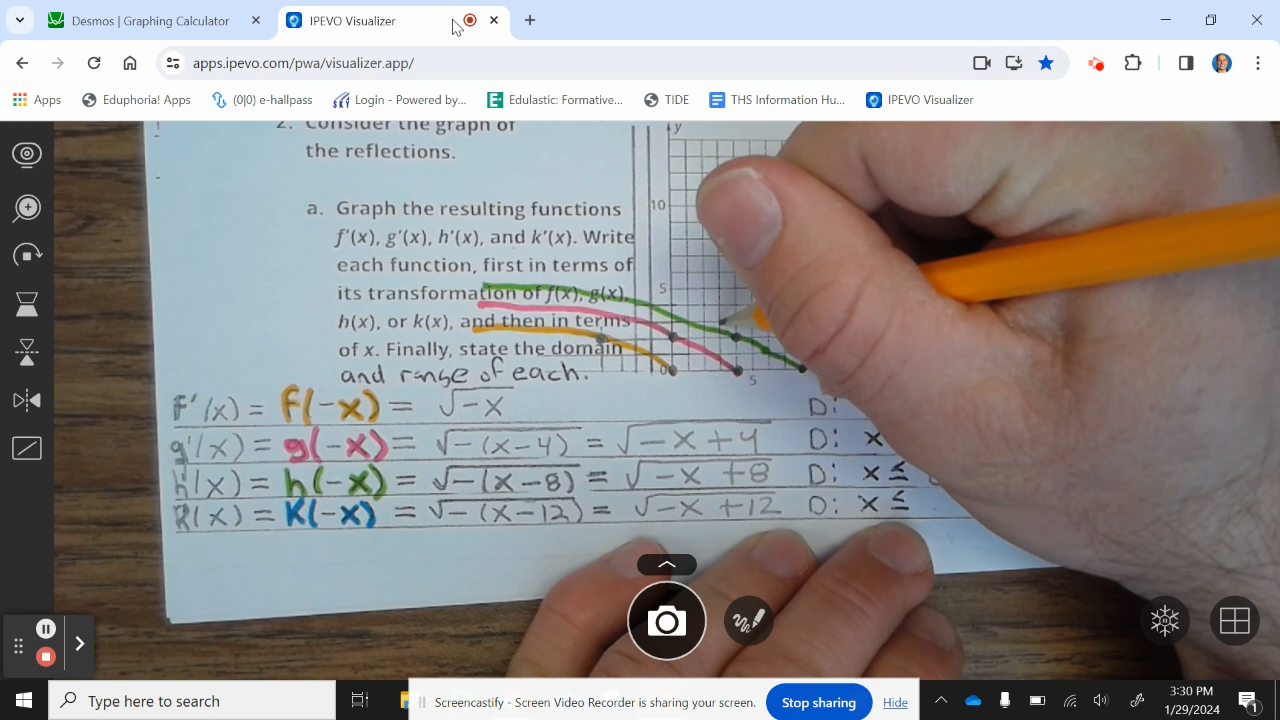 Desmos | Graphing Calculator
IPEVO Visualizer
apps.ipevo.com/pwa/visualizer.app/
Apps
Eduphoria! Apps
(0|0) e-hallpass
Login - Powered by...
Edulastic: Formative...
TIDE
THS Information Hu...
IPEVO Visualizer
2. Consider the graph of
the reflections.
a. Graph the resulting functions
f'(x), g'(x), h'(x), and k'(x). Write
each function, first in terms of
its transformation of f(x), g(x),
h(x), or k(x), and then in terms
of x. Finally, state the domain
and range of each.
y
10
5
0
5
F'(x) = f(-x) = √-x D:
g'(x) = g(-x) = √-(x-4) = √-x+4 D: x
h'(x) = h(-x) = √-(x-8) = √-x+8 D: x ≤
K(-x) = √-(x-12) = √-x+12 D: x ≤
Type here to search
Screencastify - Screen Video Recorder is sharing your screen.
Stop sharing
Hide
3:30 PM
1/29/2024
1